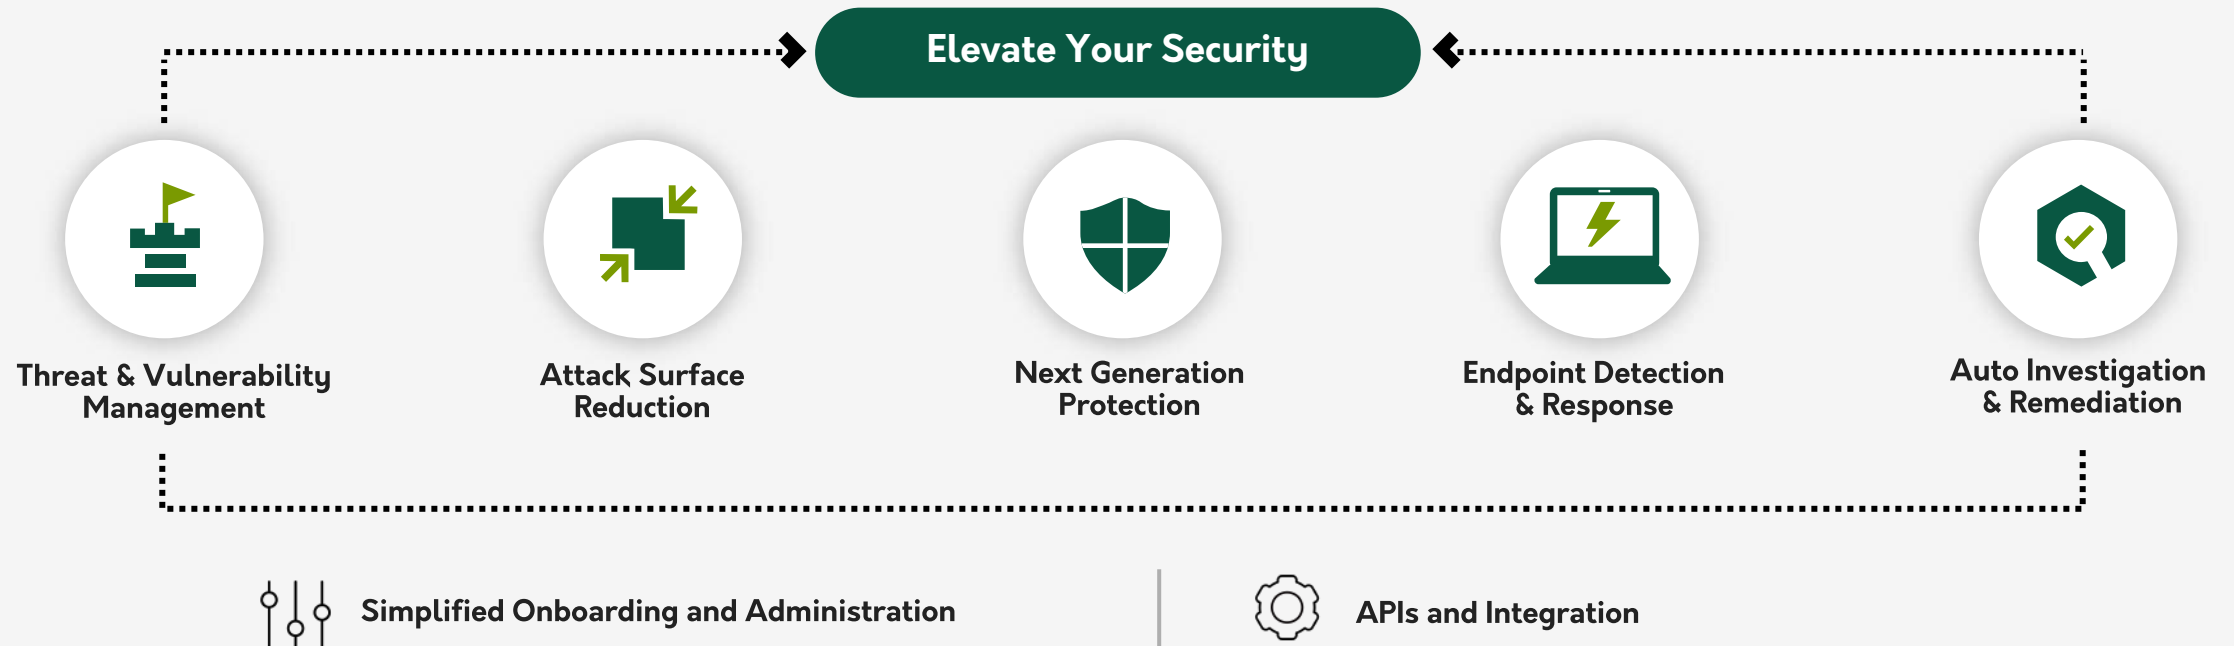 Elevate Your Security
Threat & Vulnerability
Management
Attack Surface
Reduction
Next Generation
Protection
Endpoint Detection
& Response
Auto Investigation
& Remediation
Simplified Onboarding and Administration
APIs and Integration